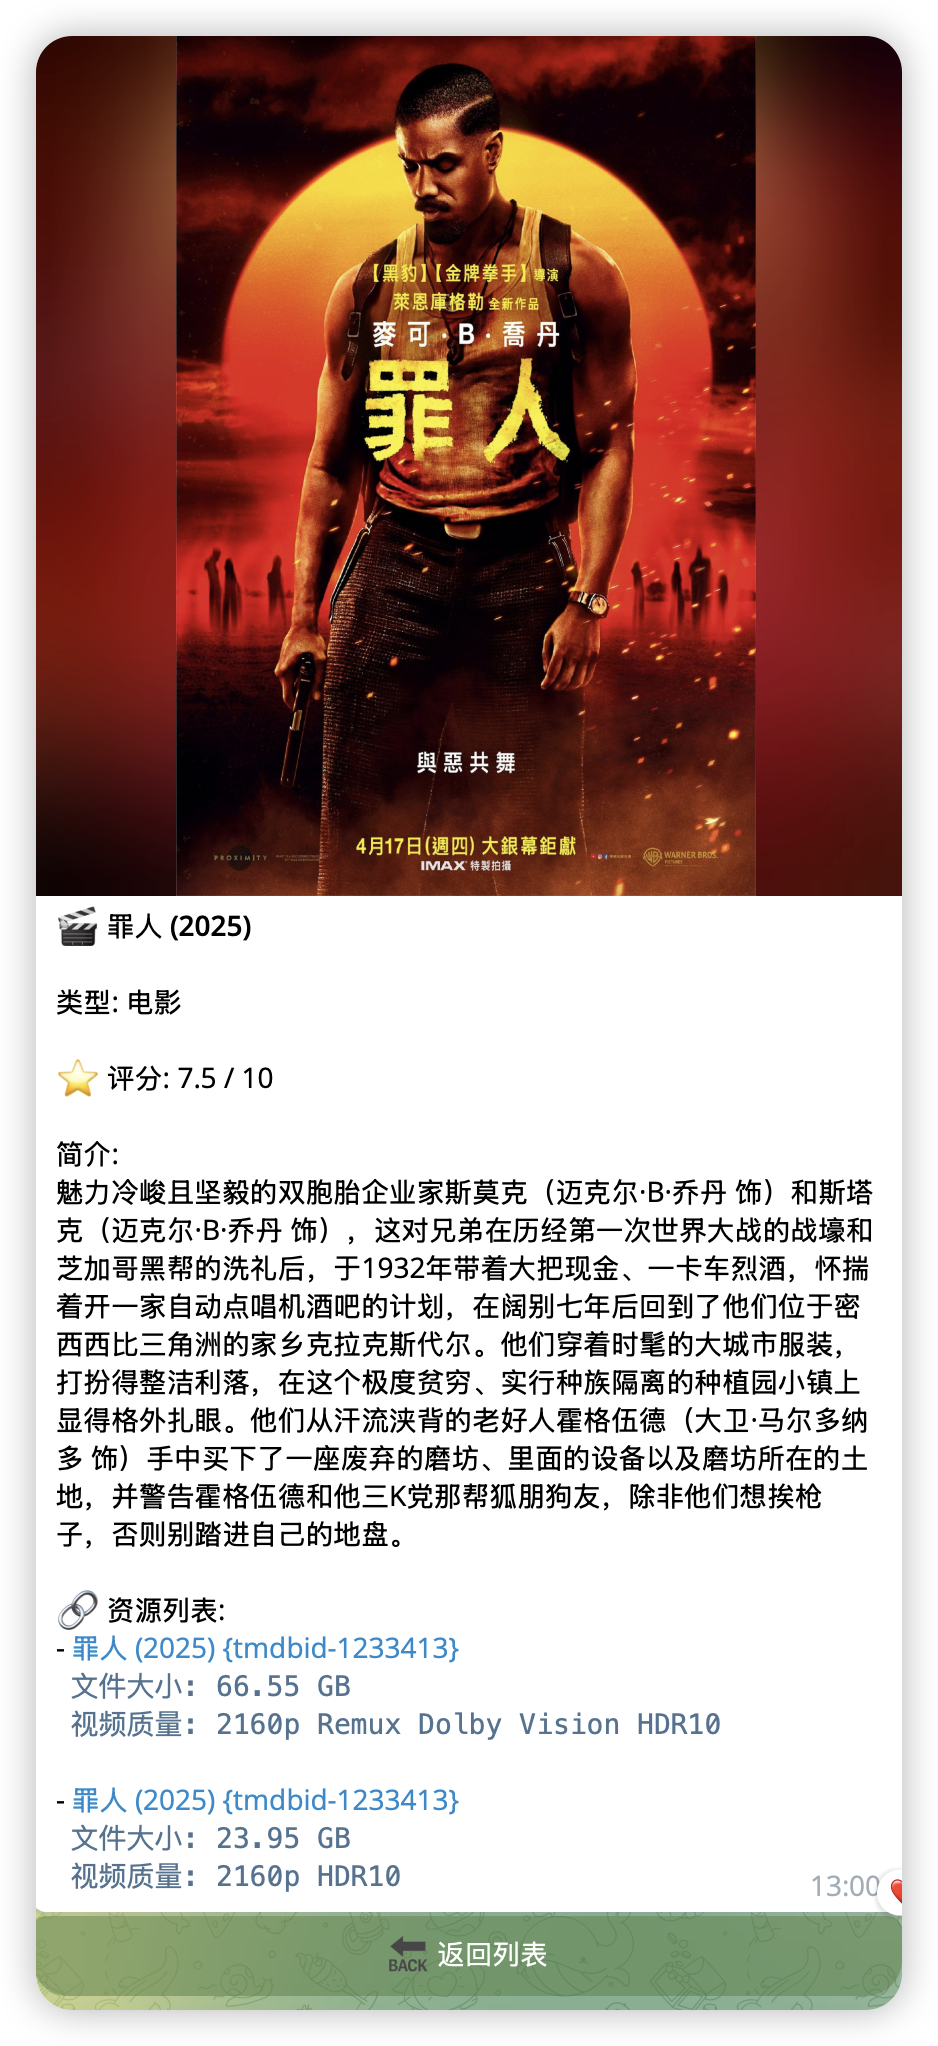 【黑豹】【金牌拳手】導演
萊恩庫格勒 全新作品
麥可·B·喬丹
罪人
與惡共舞
4月17日(週四) 大銀幕鉅獻
IMAX 特製拍攝
PROXIMITY
WARNER BROS.
PICTURES
🎬 罪人 (2025)
类型: 电影
⭐ 评分: 7.5 / 10
简介:
魅力冷峻且坚毅的双胞胎企业家斯莫克（迈克尔·B·乔丹 饰）和斯塔
克（迈克尔·B·乔丹 饰），这对兄弟在历经第一次世界大战的战壕和
芝加哥黑帮的洗礼后，于1932年带着大把现金、一卡车烈酒，怀揣
着开一家自动点唱机酒吧的计划，在阔别七年后回到了他们位于密
西西比三角洲的家乡克拉克斯代尔。他们穿着时髦的大城市服装，
打扮得整洁利落，在这个极度贫穷、实行种族隔离的种植园小镇上
显得格外扎眼。他们从汗流浃背的老好人霍格伍德（大卫·马尔多纳
多 饰）手中买下了一座废弃的磨坊、里面的设备以及磨坊所在的土
地，并警告霍格伍德和他三K党那帮狐朋狗友，除非他们想挨枪
子，否则别踏进自己的地盘。
🔗 资源列表:
- 罪人 (2025) {tmdbid-1233413}
文件大小: 66.55 GB
视频质量: 2160p Remux Dolby Vision HDR10
- 罪人 (2025) {tmdbid-1233413}
文件大小: 23.95 GB
视频质量: 2160p HDR10
13:00
BACK 返回列表